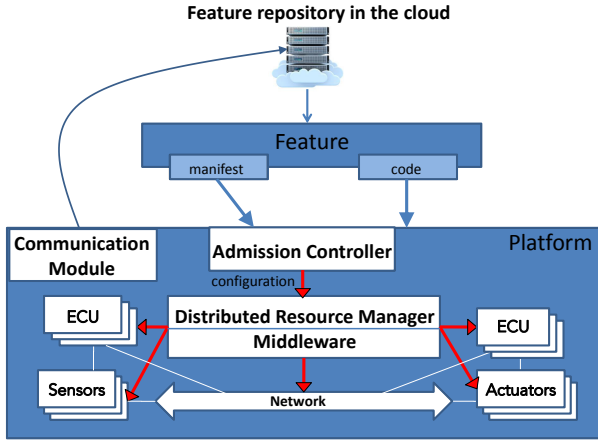 Feature repository in the cloud
Feature
manifest
code
Platform
Communication
Module
Admission Controller
configuration
Distributed Resource Manager
Middleware
ECU
ECU
Sensors
Actuators
Network